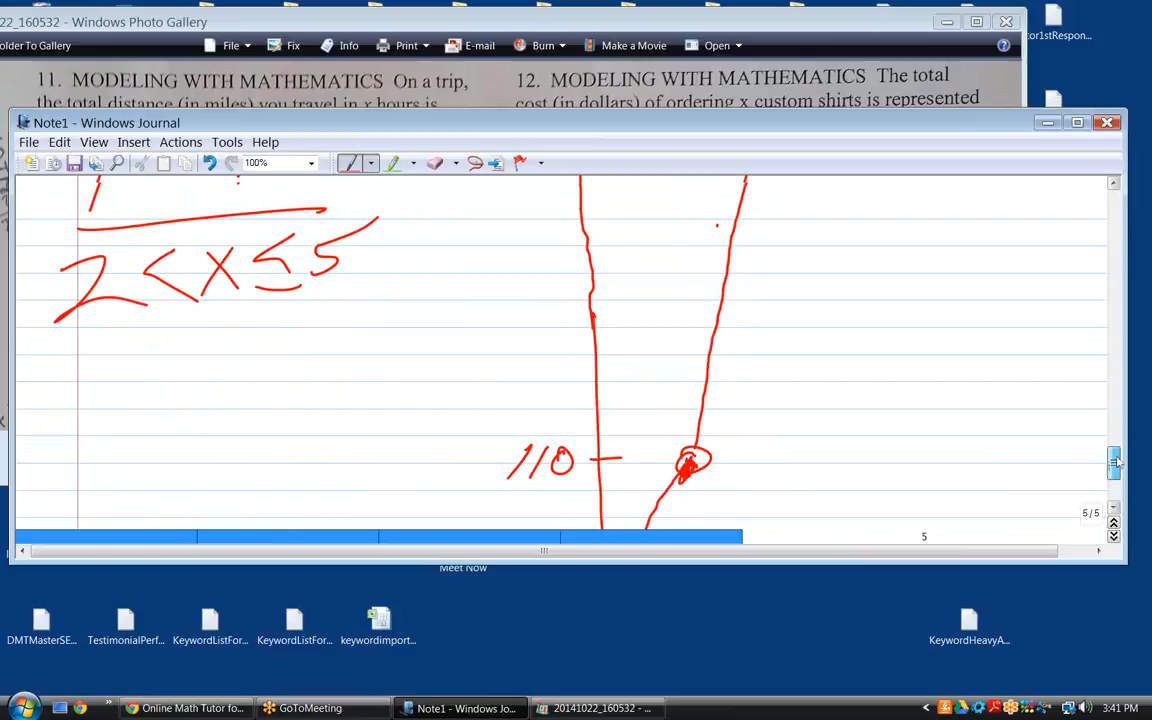 22_160532 - Windows Photo Gallery
older To Gallery
File
Fix
Info
Print
E-mail
Burn
Make a Movie
Open
tor1stRespon...
11. MODELING WITH MATHEMATICS On a trip,
the total distance (in miles) you travel in x hours is
12. MODELING WITH MATHEMATICS The total
cost (in dollars) of ordering x custom shirts is represented
Note1 - Windows Journal
File Edit View Insert Actions Tools Help
100%
2 < x ≤ 5
110
5 / 5
5
Meet Now
DMTMasterSE...
TestimonialPerf...
KeywordListFor...
KeywordListFor...
keywordimport...
KeywordHeavyA...
Online Math Tutor fo...
GoToMeeting
Note1 - Windows Jo...
20141022_160532 - ...
3:41 PM